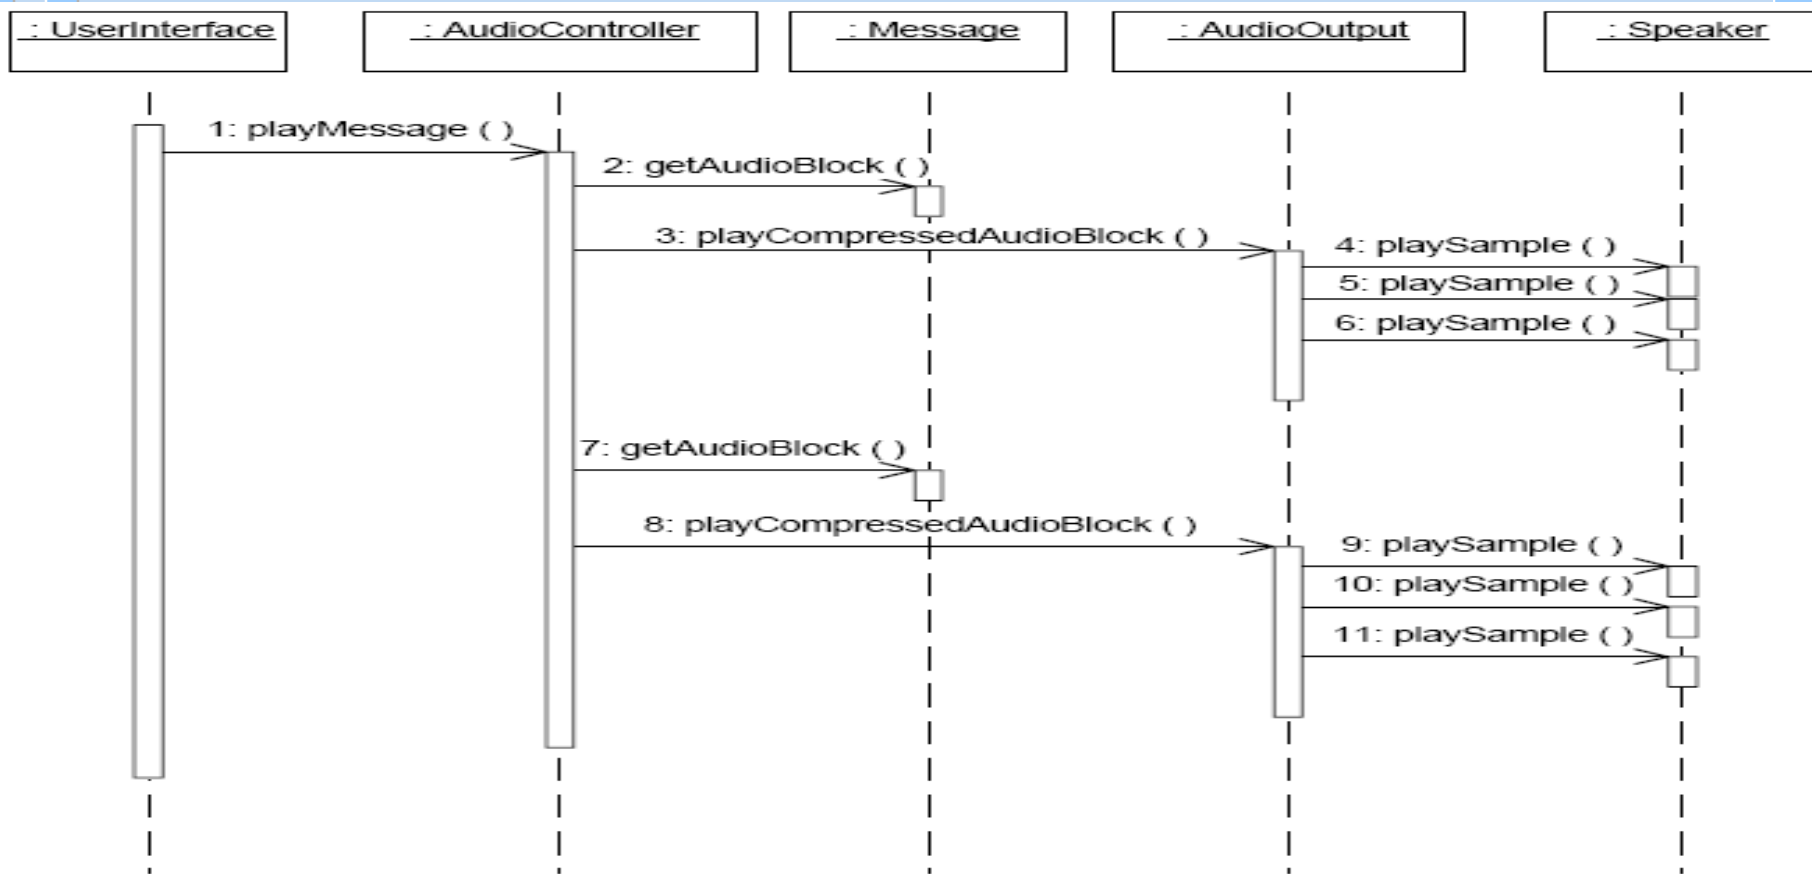 : UserInterface
: AudioController
: Message
: AudioOutput
: Speaker
1: playMessage ( )
2: getAudioBlock ( )
3: playCompressedAudioBlock ( )
4: playSample ( )
5: playSample ( )
6: playSample ( )
7: getAudioBlock ( )
8: playCompressedAudioBlock ( )
9: playSample ( )
10: playSample ( )
11: playSample ( )